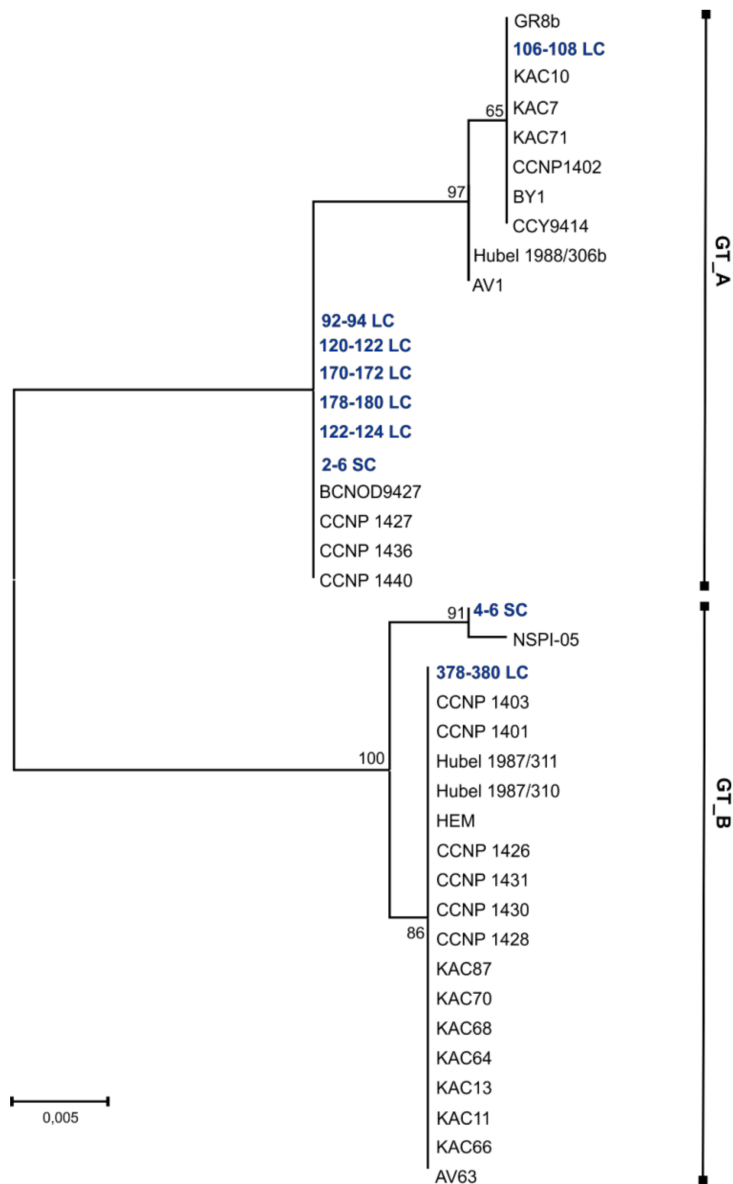 GR8b
106-108 LC
KAC10
65
KAC7
KAC71
CCNP1402
BY1
97
CCY9414
Hubel 1988/306b
AV1
GT_A
92-94 LC
120-122 LC
170-172 LC
178-180 LC
122-124 LC
2-6 SC
BCNOD9427
CCNP 1427
CCNP 1436
CCNP 1440
91
4-6 SC
NSPI-05
378-380 LC
CCNP 1403
CCNP 1401
100
Hubel 1987/311
Hubel 1987/310
GT_B
HEM
CCNP 1426
CCNP 1431
CCNP 1430
86
CCNP 1428
KAC87
KAC70
KAC68
KAC64
KAC13
KAC11
KAC66
AV63
0,005